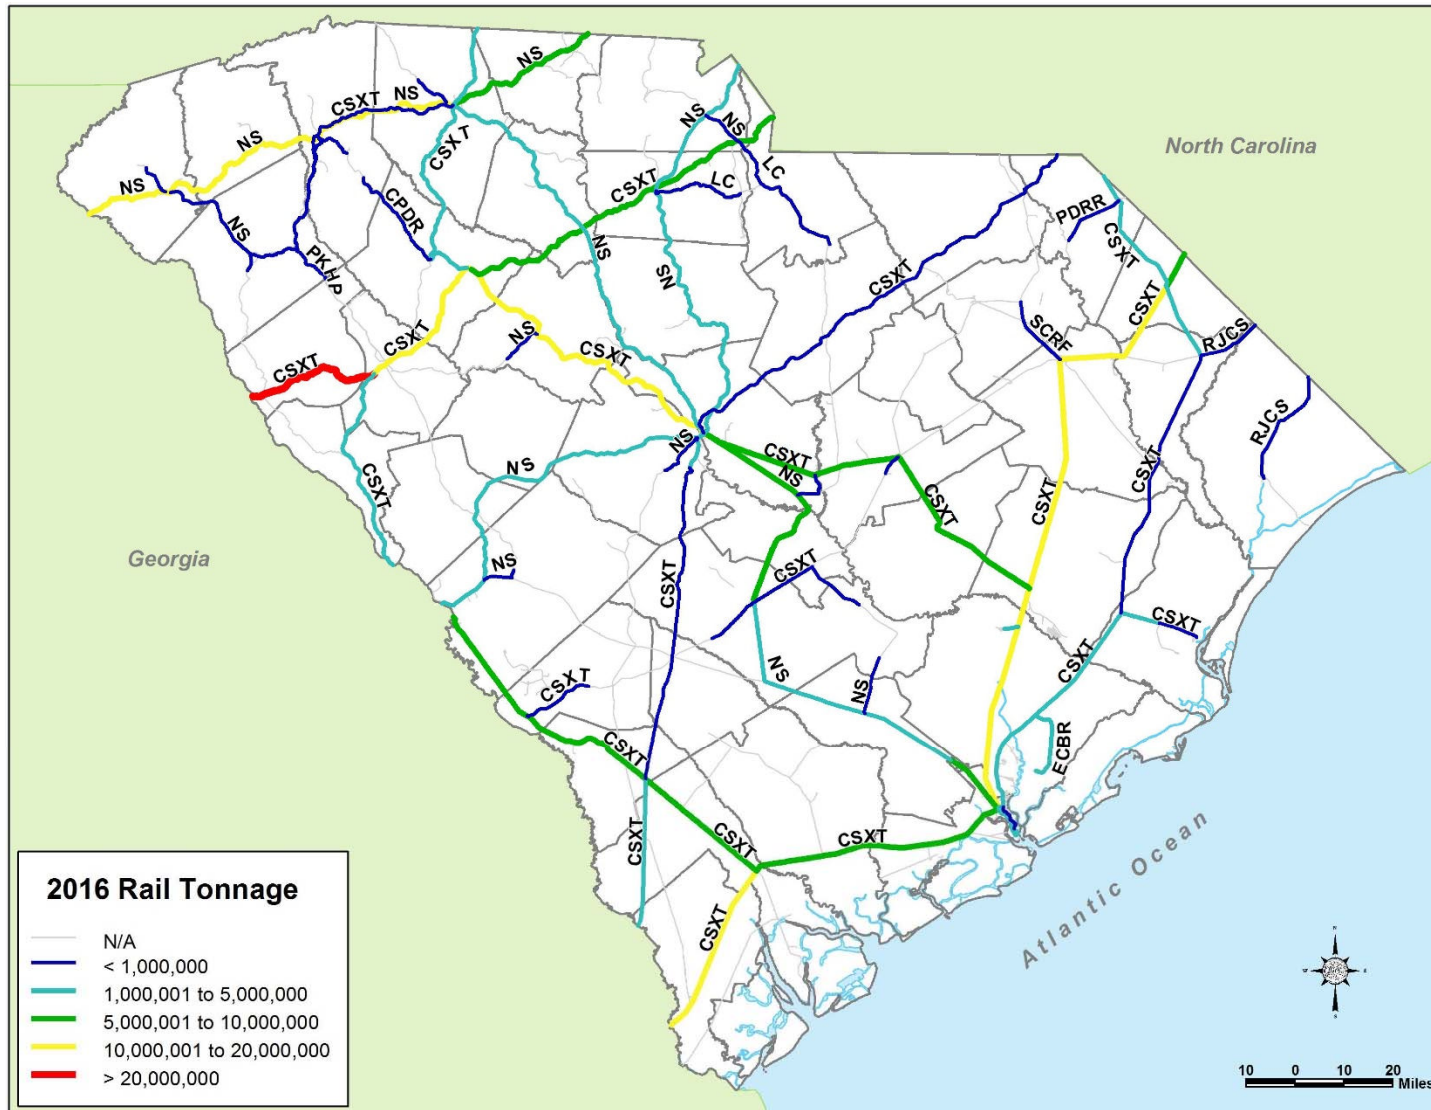 NS
NS
CSXT
NS
NS
CSXT
NS
NS
North Carolina
NS
CSXT
LC
LC
CPDR
NS
PKHP
NS
SN
CSXT
PDRR
CSXT
CSXT
SCRF
RJCS
CSXT
CSXT
NS
CSXT
RJCS
CSXT
NS
NS
CSXT
NS
CSXT
CSXT
CSXT
Georgia
NS
CSXT
CSXT
CSXT
CSXT
NS
NS
CSXT
ECBR
CSXT
CSXT
CSXT
CSXT
CSXT
Atlantic Ocean
2016 Rail Tonnage
N/A
< 1,000,000
1,000,001 to 5,000,000
5,000,001 to 10,000,000
10,000,001 to 20,000,000
> 20,000,000
N
W
E
S
10 0 10 20
Miles